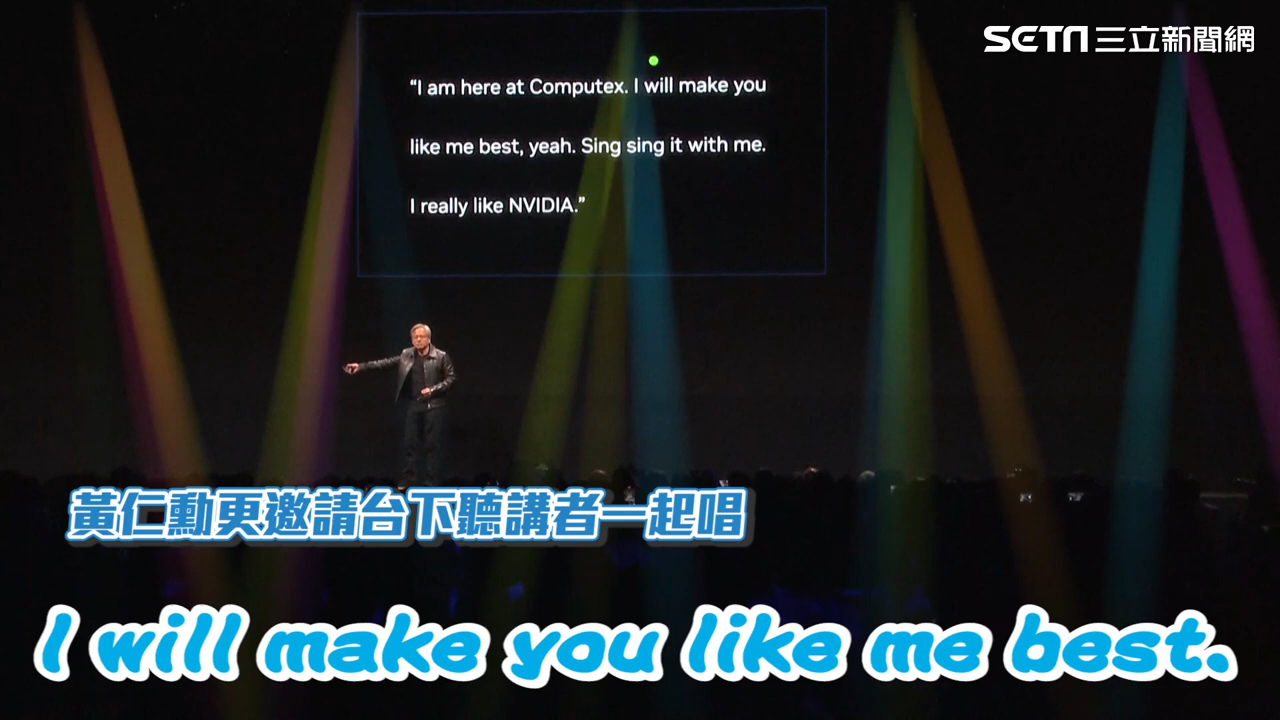 SETN三立新聞網
“I am here at Computex. I will make you
like me best, yeah. Sing sing it with me.
I really like NVIDIA.”
黃仁勳更邀請台下聽講者一起唱
I will make you like me best.